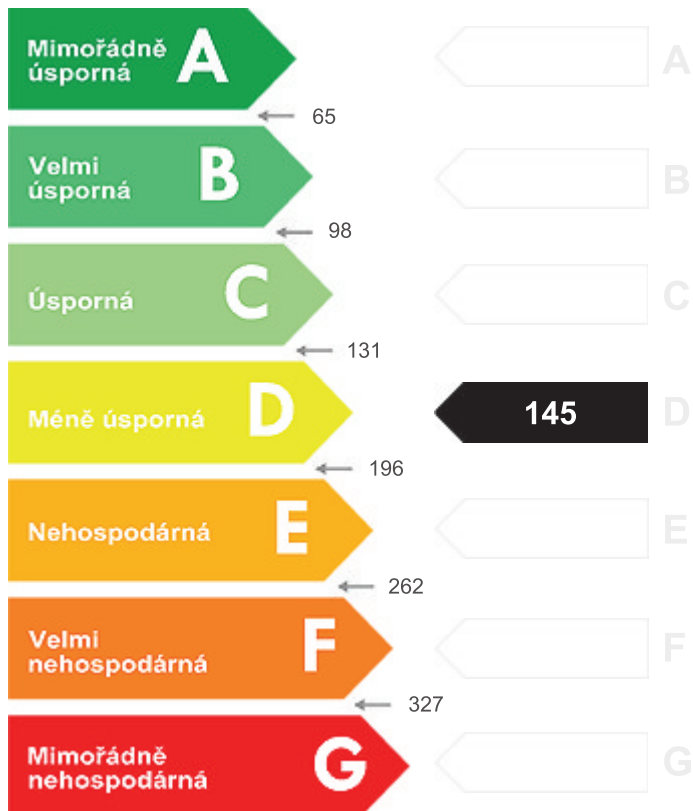 Mimořádně
úsporná
A
A
65
Velmi
úsporná
B
B
98
Úsporná
C
C
131
Méně úsporná
D
145
D
196
Nehospodárná
E
E
262
Velmi
nehospodárná
F
F
327
Mimořádně
nehospodárná
G
G